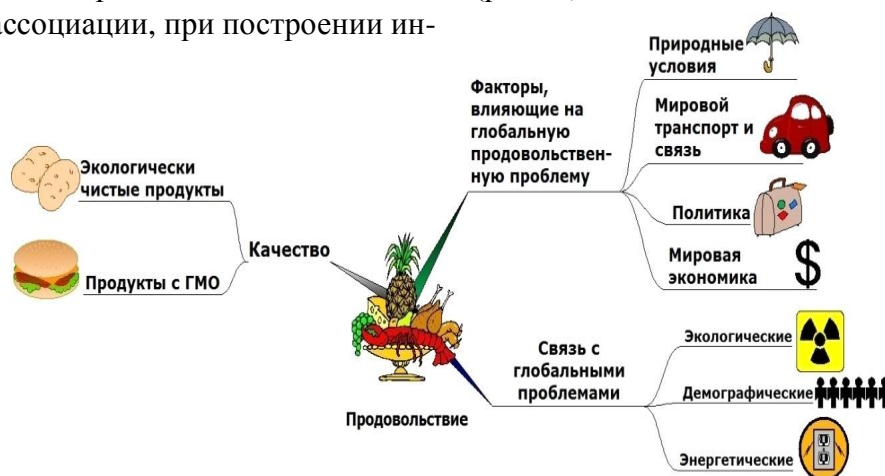 ассоциации, при построении ин-
Природные
условия
Факторы,
влияющие на
глобальную
продовольствен-
ную проблему
Мировой
транспорт и
связь
Политика
Мировая
экономика
$
Экологически
чистые продукты
Качество
Продукты с ГМО
Продовольствие
Связь с
глобальными
проблемами
Экологические
Демографические
Энергетические